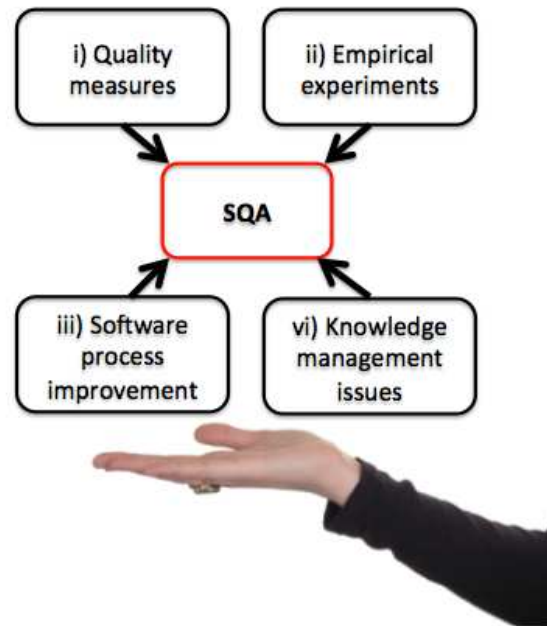 i) Quality
measures
ii) Empirical
experiments
SQA
iii) Software
process
improvement
vi) Knowledge
management
issues